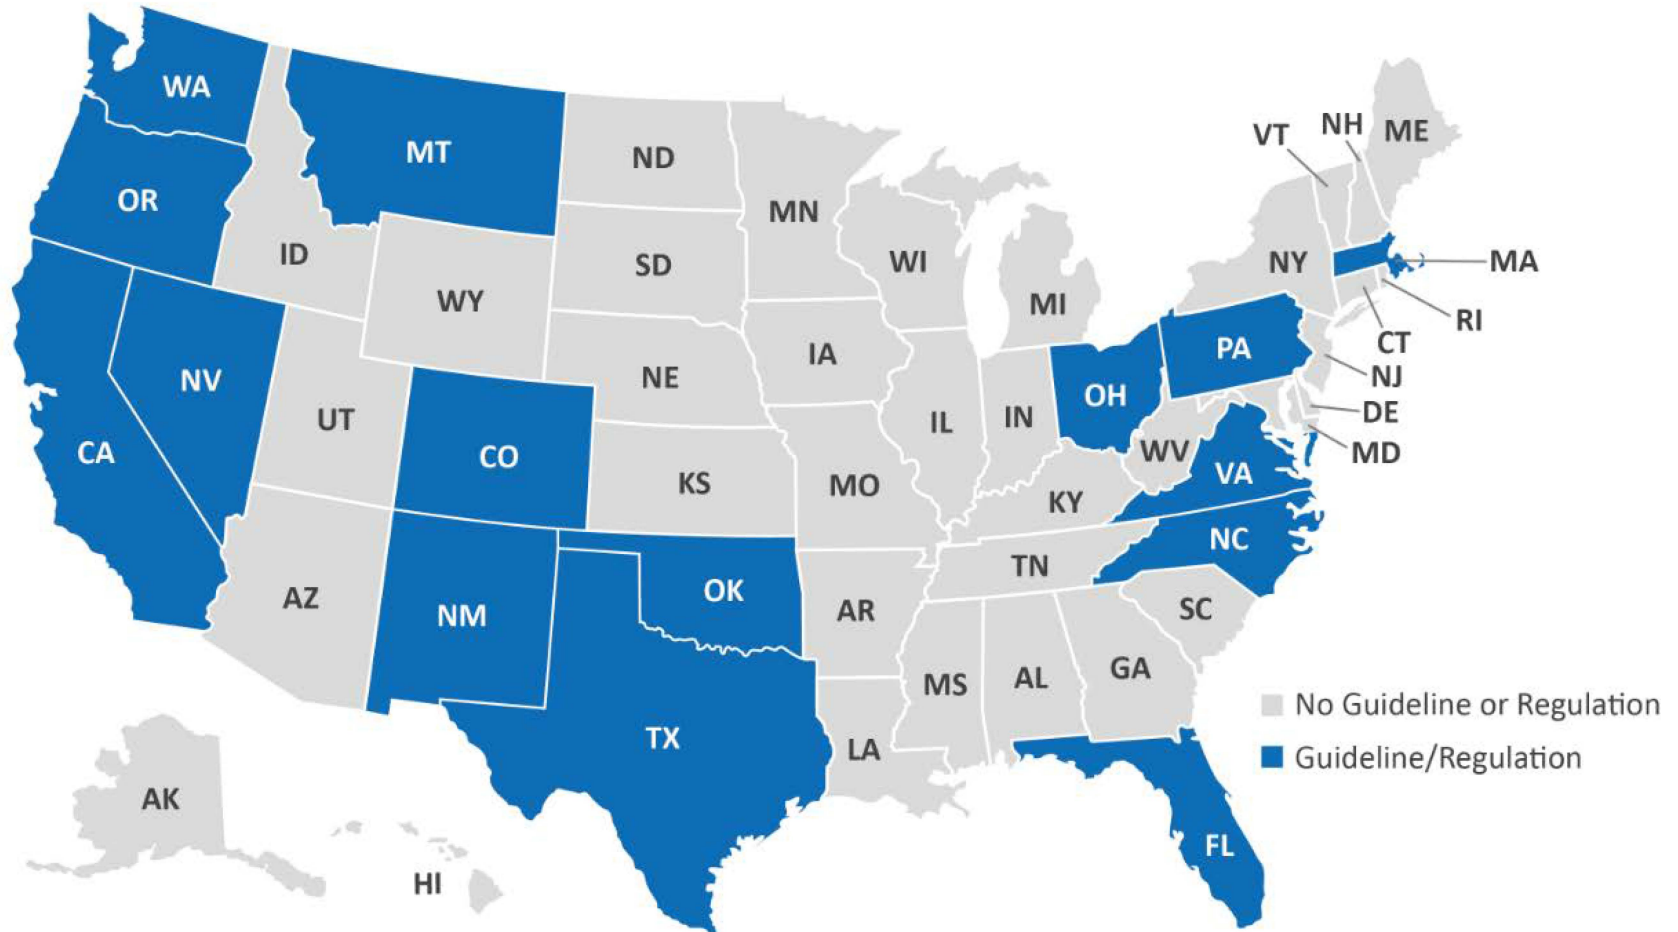 WA
MT
ND
VT
NH
ME
OR
MN
ID
SD
WI
NY
MA
WY
MI
RI
CT
IA
PA
NJ
NV
NE
OH
DE
UT
IL
IN
WV
MD
CA
CO
KS
MO
VA
KY
NC
AZ
NM
OK
AR
TN
SC
MS
AL
GA
TX
LA
No Guideline or Regulation
Guideline/Regulation
AK
HI
FL